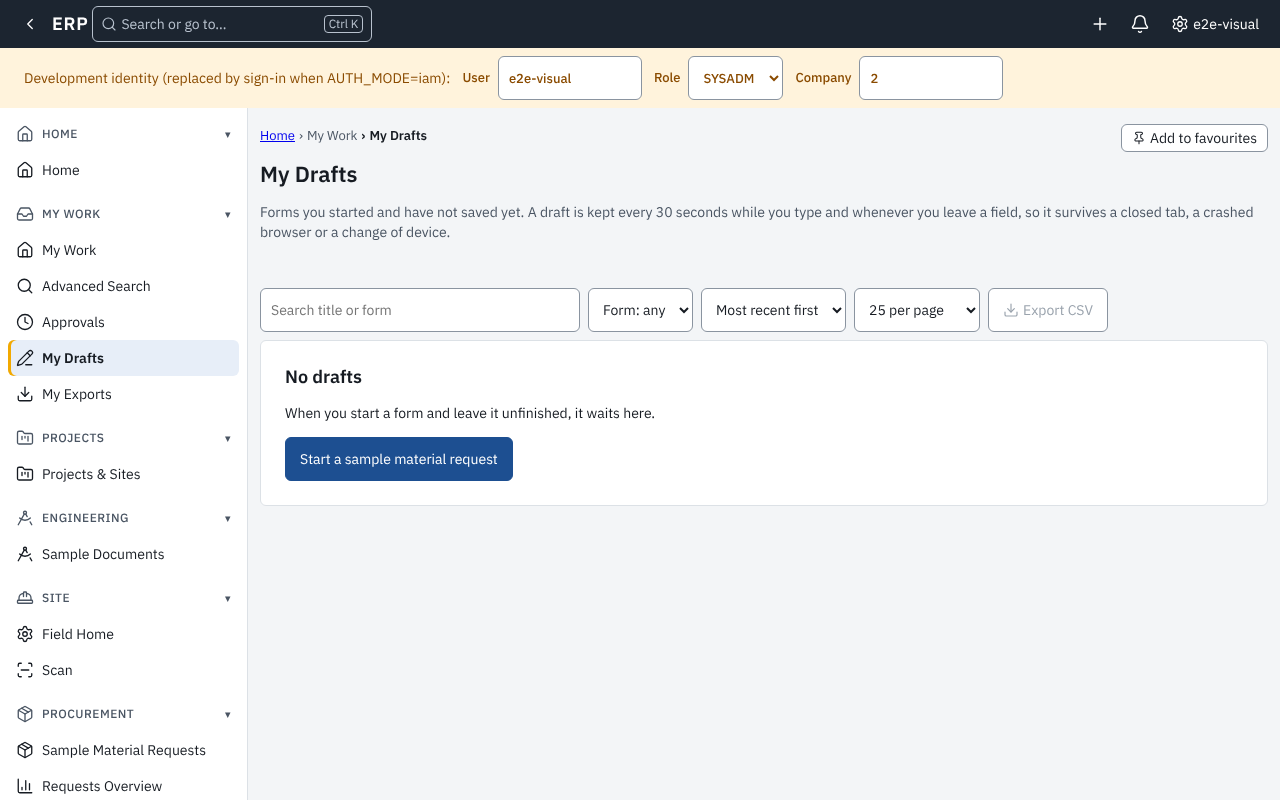 ERP
Search or go to...
Ctrl K
e2e-visual
Development identity (replaced by sign-in when AUTH_MODE=iam):
User
e2e-visual
Role
SYSADM
Company
2
HOME
Home
MY WORK
My Work
Advanced Search
Approvals
My Drafts
My Exports
PROJECTS
Projects & Sites
ENGINEERING
Sample Documents
SITE
Field Home
Scan
PROCUREMENT
Sample Material Requests
Requests Overview
Home › My Work › My Drafts
Add to favourites
My Drafts
Forms you started and have not saved yet. A draft is kept every 30 seconds while you type and whenever you leave a field, so it survives a closed tab, a crashed
browser or a change of device.
Search title or form
Form: any
Most recent first
25 per page
Export CSV
No drafts
When you start a form and leave it unfinished, it waits here.
Start a sample material request